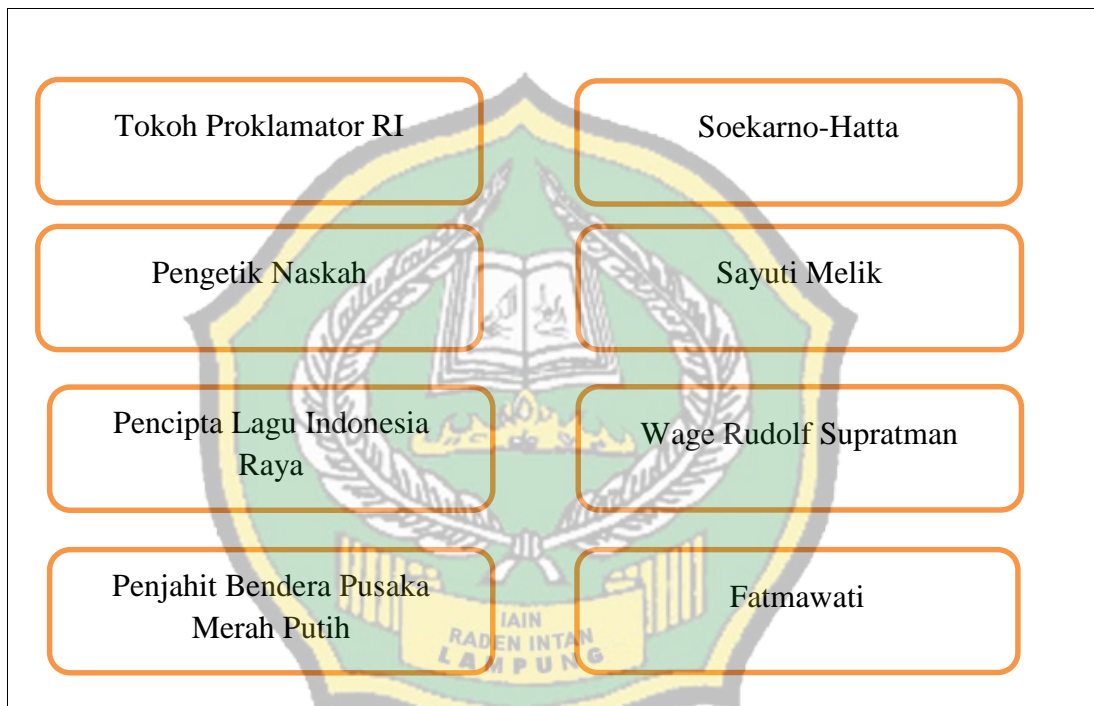 Tokoh Proklamator RI
Soekarno-Hatta
Pengetik Naskah
Sayuti Melik
Pencipta Lagu Indonesia
Raya
Wage Rudolf Supratman
Penjahit Bendera Pusaka
Merah Putih
Fatmawati
IAIN
RADEN INTAN
LAMPUNG